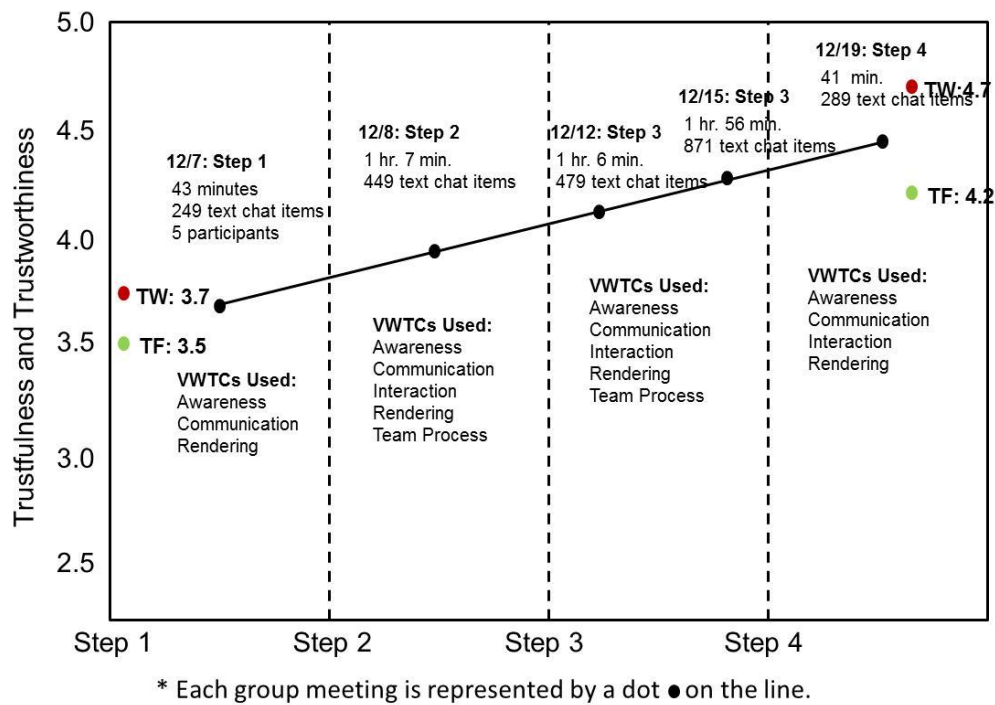 5.0
4.5
4.0
3.5
3.0
2.5
Trustfulness and Trustworthiness
12/7: Step 1
43 minutes
249 text chat items
5 participants
TW: 3.7
TF: 3.5
VWTCs Used:
Awareness
Communication
Rendering
12/8: Step 2
1 hr. 7 min.
449 text chat items
VWTCs Used:
Awareness
Communication
Interaction
Rendering
Team Process
12/12: Step 3
1 hr. 6 min.
479 text chat items
12/15: Step 3
1 hr. 56 min.
871 text chat items
VWTCs Used:
Awareness
Communication
Interaction
Rendering
Team Process
12/19: Step 4
41 min.
289 text chat items
TW:4.7
TF: 4.2
VWTCs Used:
Awareness
Communication
Interaction
Rendering
Step 1
Step 2
Step 3
Step 4
* Each group meeting is represented by a dot ● on the line.